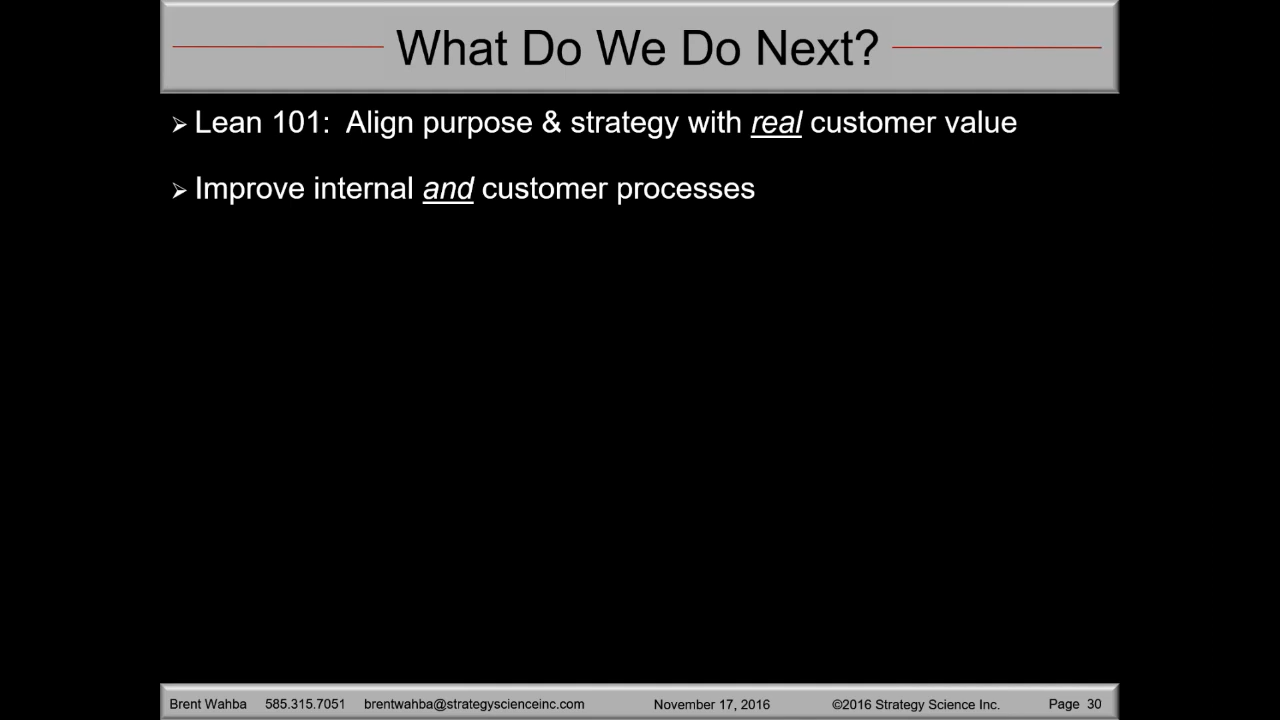 What Do We Do Next?
➢ Lean 101: Align purpose & strategy with real customer value
➢ Improve internal and customer processes
Brent Wahba 585.315.7051 brentwahba@strategyscienceinc.com November 17, 2016 ©2016 Strategy Science Inc. Page 30